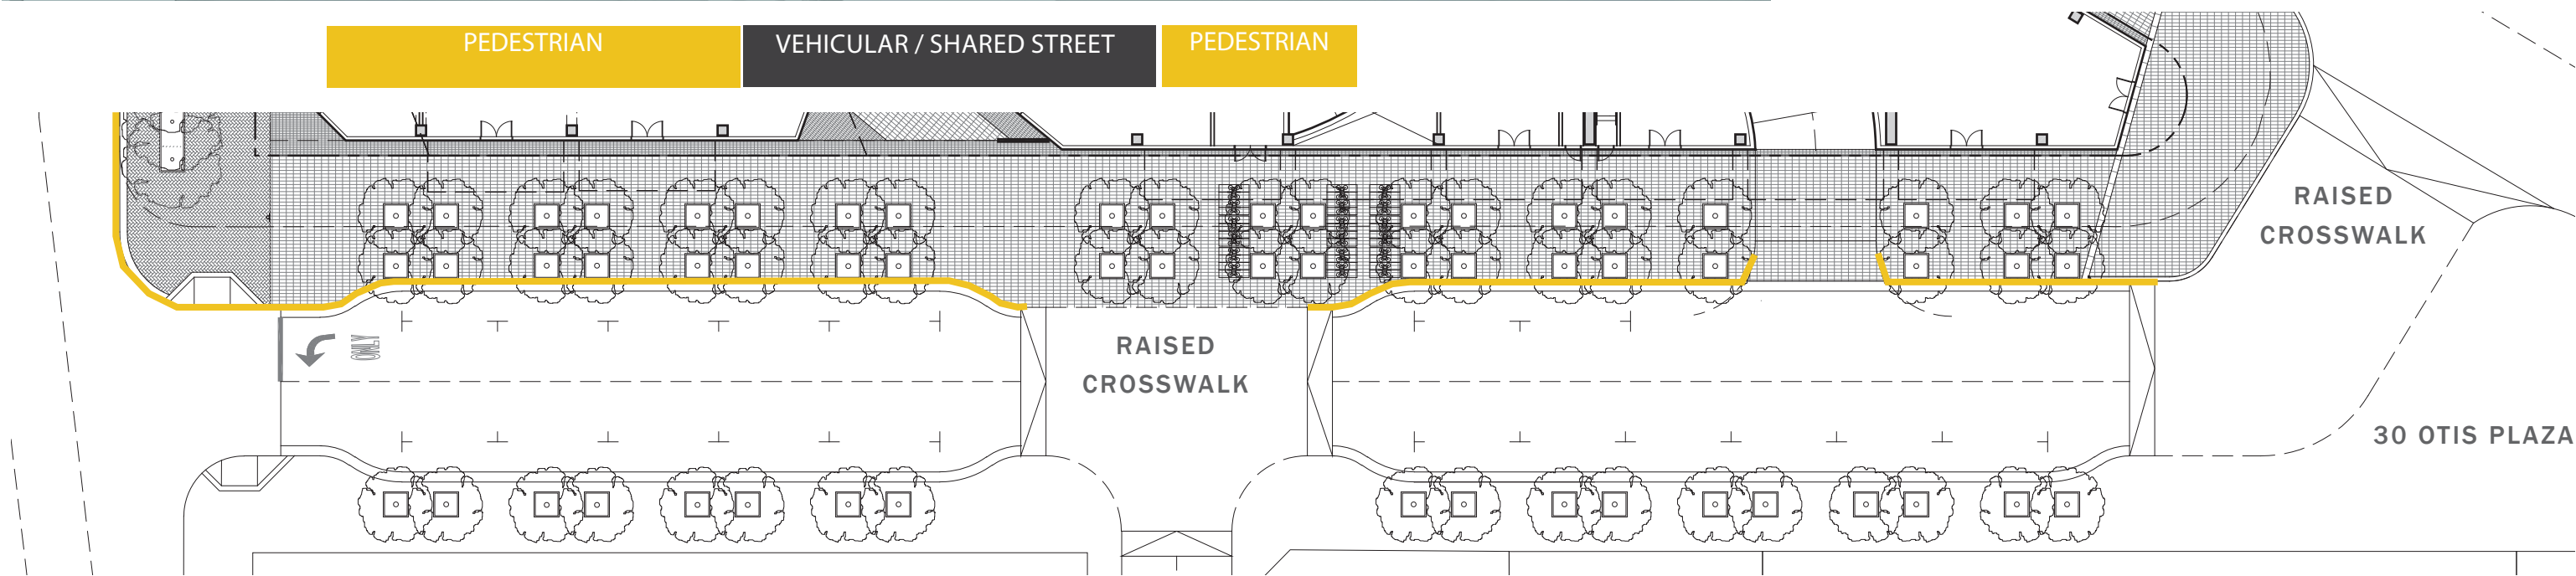 PEDESTRIAN
VEHICULAR / SHARED STREET
PEDESTRIAN
RAISED
CROSSWALK
RAISED
CROSSWALK
ONLY
30 OTIS PLAZA